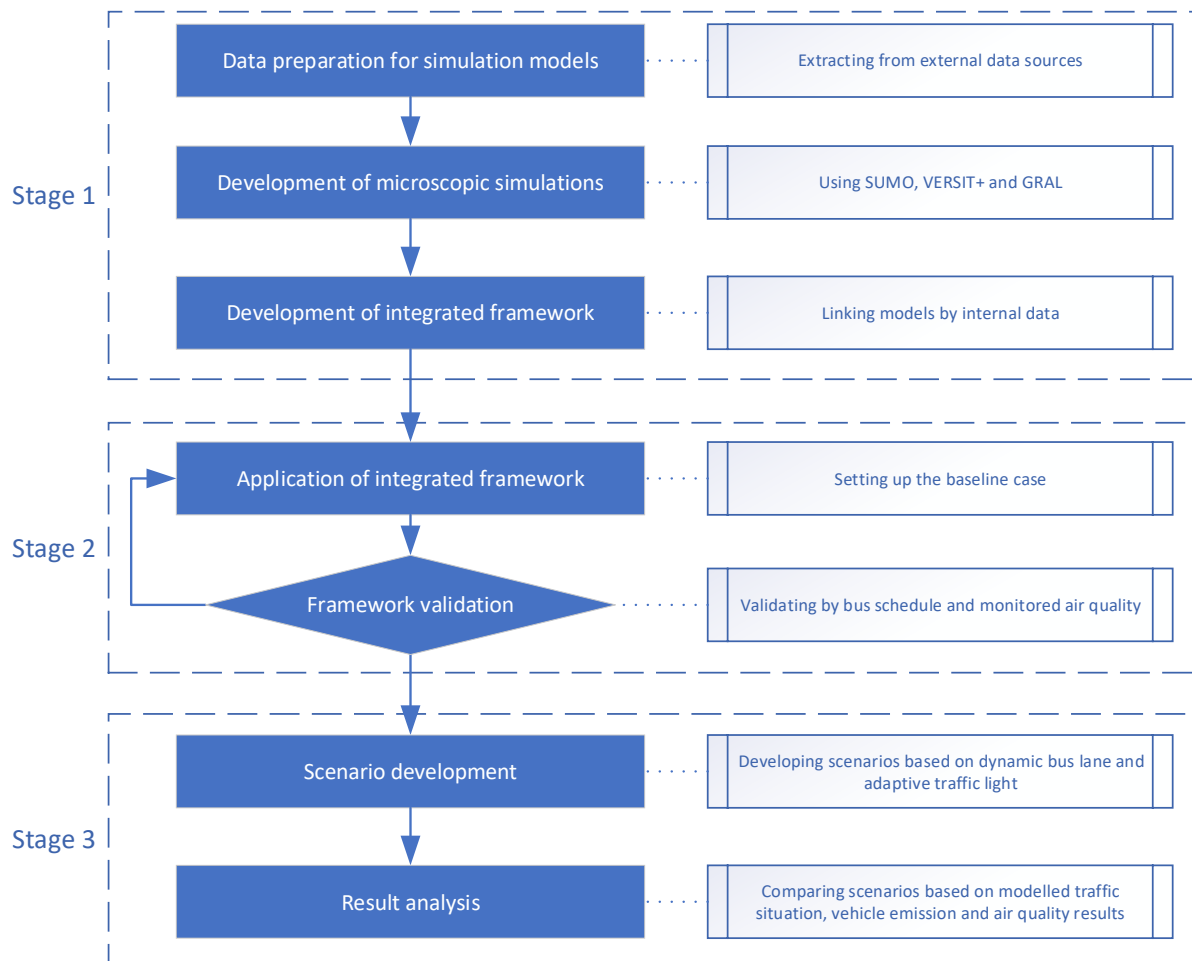 Stage 1
Data preparation for simulation models
Extracting from external data sources
Development of microscopic simulations
Using SUMO, VERSIT+ and GRAL
Development of integrated framework
Linking models by internal data
Stage 2
Application of integrated framework
Setting up the baseline case
Framework validation
Validating by bus schedule and monitored air quality
Stage 3
Scenario development
Developing scenarios based on dynamic bus lane and
adaptive traffic light
Result analysis
Comparing scenarios based on modelled traffic
situation, vehicle emission and air quality results